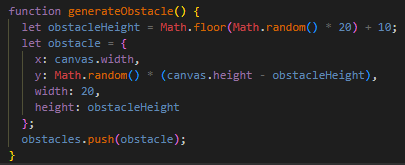 function generateObstacle() {
  let obstacleHeight = Math.floor(Math.random() * 20) + 10;
  let obstacle = {
    x: canvas.width,
    y: Math.random() * (canvas.height - obstacleHeight),
    width: 20,
    height: obstacleHeight
  };
  obstacles.push(obstacle);
}